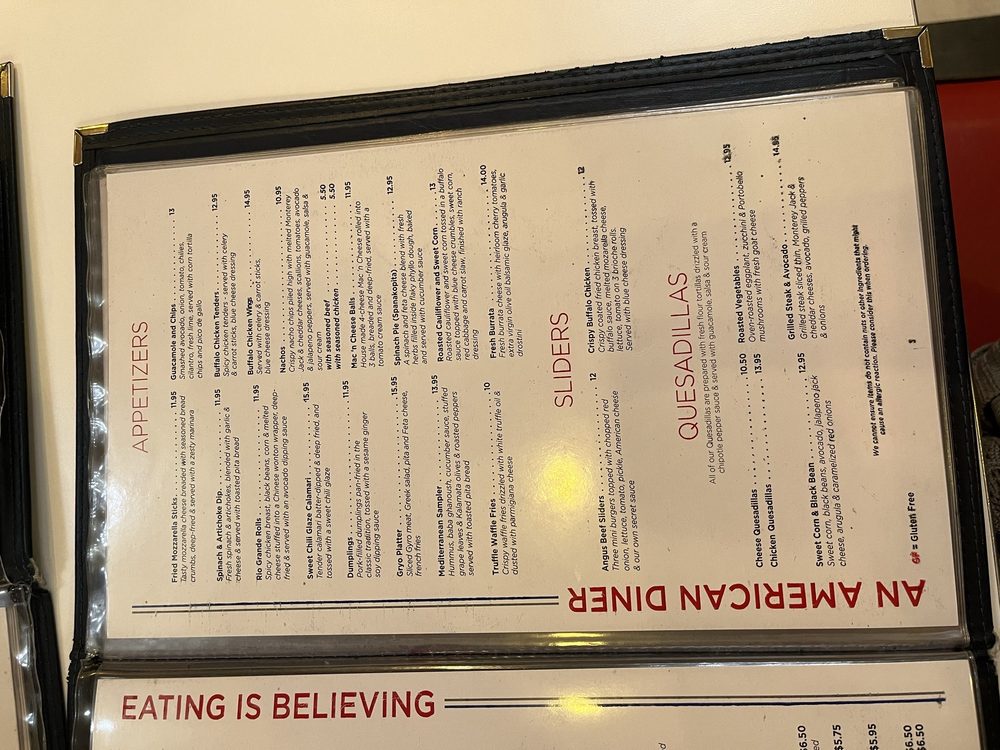 APPETIZERS
Fried Mozzarella Sticks . . . . . 11.95
Tasty mozzarella cheese breaded with seasoned bread
crumbs, deep-fried & served with a zesty marinara
Spinach & Artichoke Dip. . . . . . . . . . 11.95
Fresh spinach & artichokes, blended with garlic &
cheese & served with toasted pita bread
Rio Grande Rolls . . . . . . . . . . . . . . . 11.95
Spicy chicken breast, black beans, corn & melted
cheese stuffed into a Chinese wonton wrapper, deep-
fried & served with an avocado dipping sauce
Sweet Chili Glaze Calamari . . . . . . . 15.95
Tender calamari batter-dipped & deep fried, and
tossed with a sweet chili glaze
Dumplings . . . . . . . . . . . . . . . . . . 11.95
Pork-filled dumplings pan-fried in the
classic tradition, tossed with a sesame ginger
soy dipping sauce
Gryo Platter . . . . . . . . . . . . . . . . . 15.95
Sliced Gyro meat, Greek salad, pita and Feta cheese,
french fries
Mediterranean Sampler . . . . . . . . . 13.95
Hummus, baba ghanoush, cucumber sauce, stuffed
grape leaves & Kalamata olives & roasted peppers
served with toasted pita bread
Truffle Waffle Fries . . . . . . . . . . . . . 10
Crispy waffle fries drizzled with white truffle oil &
dusted with parmigiana cheese
Guacamole and Chips . . . . . . . . . . . 13
Smashed avocado, onion, tomato, chilies,
cilantro, fresh lime, served with corn tortilla
chips and pico de gallo
Buffalo Chicken Tenders . . . . . . . . 12.95
Spicy chicken tenders - served with celery
& carrot sticks, blue cheese dressing
Buffalo Chicken Wings . . . . . . . . . . 14.95
Served with celery & carrot sticks,
blue cheese dressing
Nachos . . . . . . . . . . . . . . . . . . . . 10.95
Crispy nacho chips piled high with melted Monterey
Jack & cheddar cheeses, scallions, tomatoes, avocado
& jalapeno peppers, served with guacamole, salsa &
sour cream
with seasoned beef . . . . . . . . . . . . 5.50
with seasoned chicken . . . . . . . . . . 5.50
Mac 'n Cheese Balls . . . . . . . . . . . 11.95
House made 4-cheese Mac 'n Cheese rolled into
3 balls, breaded and deep-fried, served with a
tomato cream sauce
Spinach Pie (Spanakopita) . . . . . . . 12.95
A spinach and feta cheese blend with fresh
herbs filled inside flaky phyllo dough, baked
and served with cucumber sauce
Roasted Cauliflower and Sweet Corn . . . 13
Roasted cauliflower and sweet corn tossed in a buffalo
sauce topped with blue cheese crumbles, sweet corn,
red cabbage and carrot slaw, finished with ranch
dressing
Fresh Burrata . . . . . . . . . . . . . . . . 14.00
Fresh burrata cheese with heirloom cherry tomatoes,
extra virgin olive oil balsamic glaze, arugula & garlic
crostini
SLIDERS
Angus Beef Sliders . . . . . . . . . . . . . 12
Three mini burgers topped with chopped red
onion, lettuce, tomato, pickle, American cheese
& our own secret sauce
Crispy Buffalo Chicken . . . . . . . . . . . 12
Crispy coated fried chicken breast, tossed with
buffalo sauce, melted mozzarella cheese,
lettuce, tomato on 3 brioche rolls.
Served with blue cheese dressing
QUESADILLAS
All of our Quesadillas are prepared with fresh flour tortillas drizzled with a
chipotle pepper sauce & served with guacamole, salsa & sour cream
Cheese Quesadillas . . . . . . . . . . . . . 10.50
Chicken Quesadillas . . . . . . . . . . . . 13.95
Sweet Corn & Black Bean . . . . . . . . . . 12.95
Sweet corn, black beans, avocado, jalapeno jack
cheese, arugula & caramelized red onions
Roasted Vegetables . . . . . . . . . . . . . 12.95
Oven-roasted eggplant, zucchini & Portobello
mushrooms with fresh goat cheese
Grilled Steak & Avocado . . . . . . . . . . 14.95
Grilled steak sliced thin, Monterey Jack &
cheddar cheeses, avocado, grilled peppers
& onions
We cannot ensure items do not contain nuts or other ingredients that might
cause an allergic reaction. Please consider this when ordering.
GF = Gluten Free
AN AMERICAN DINER
EATING IS BELIEVING
$6.50
$5.75
$5.95
$6.50